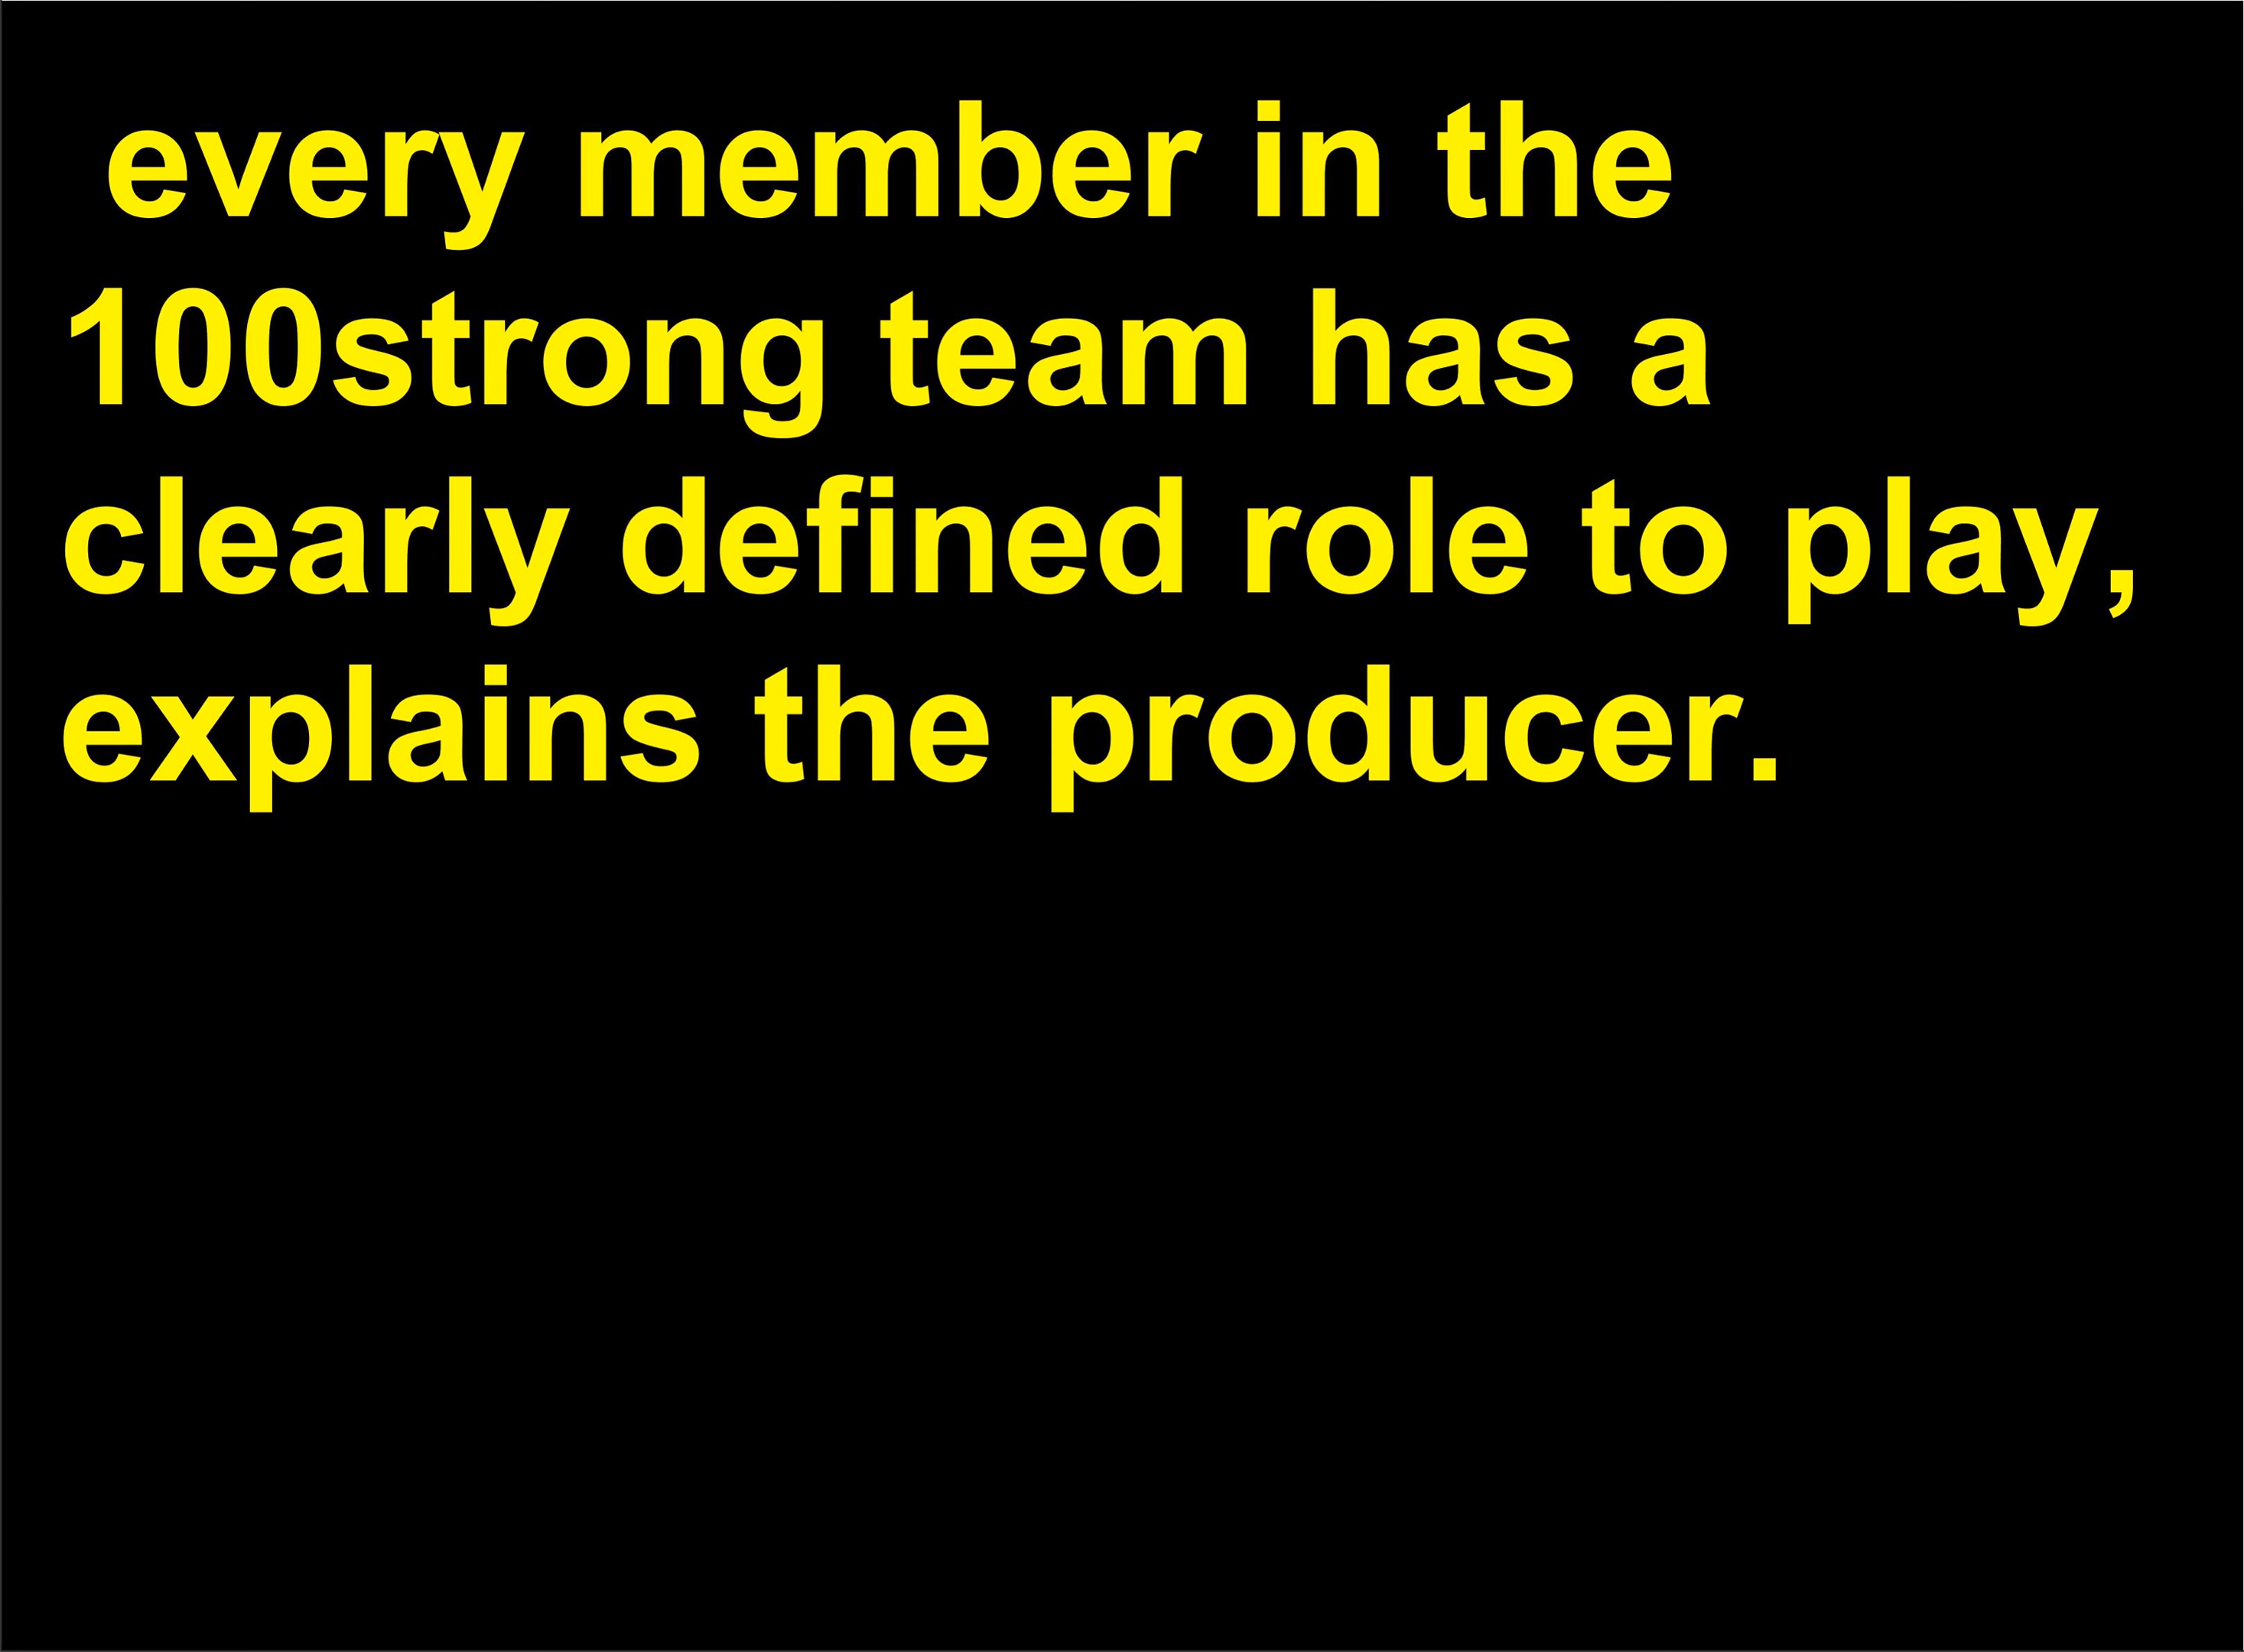 every member in the
100strong team has a
clearly defined role to play,
explains the producer.